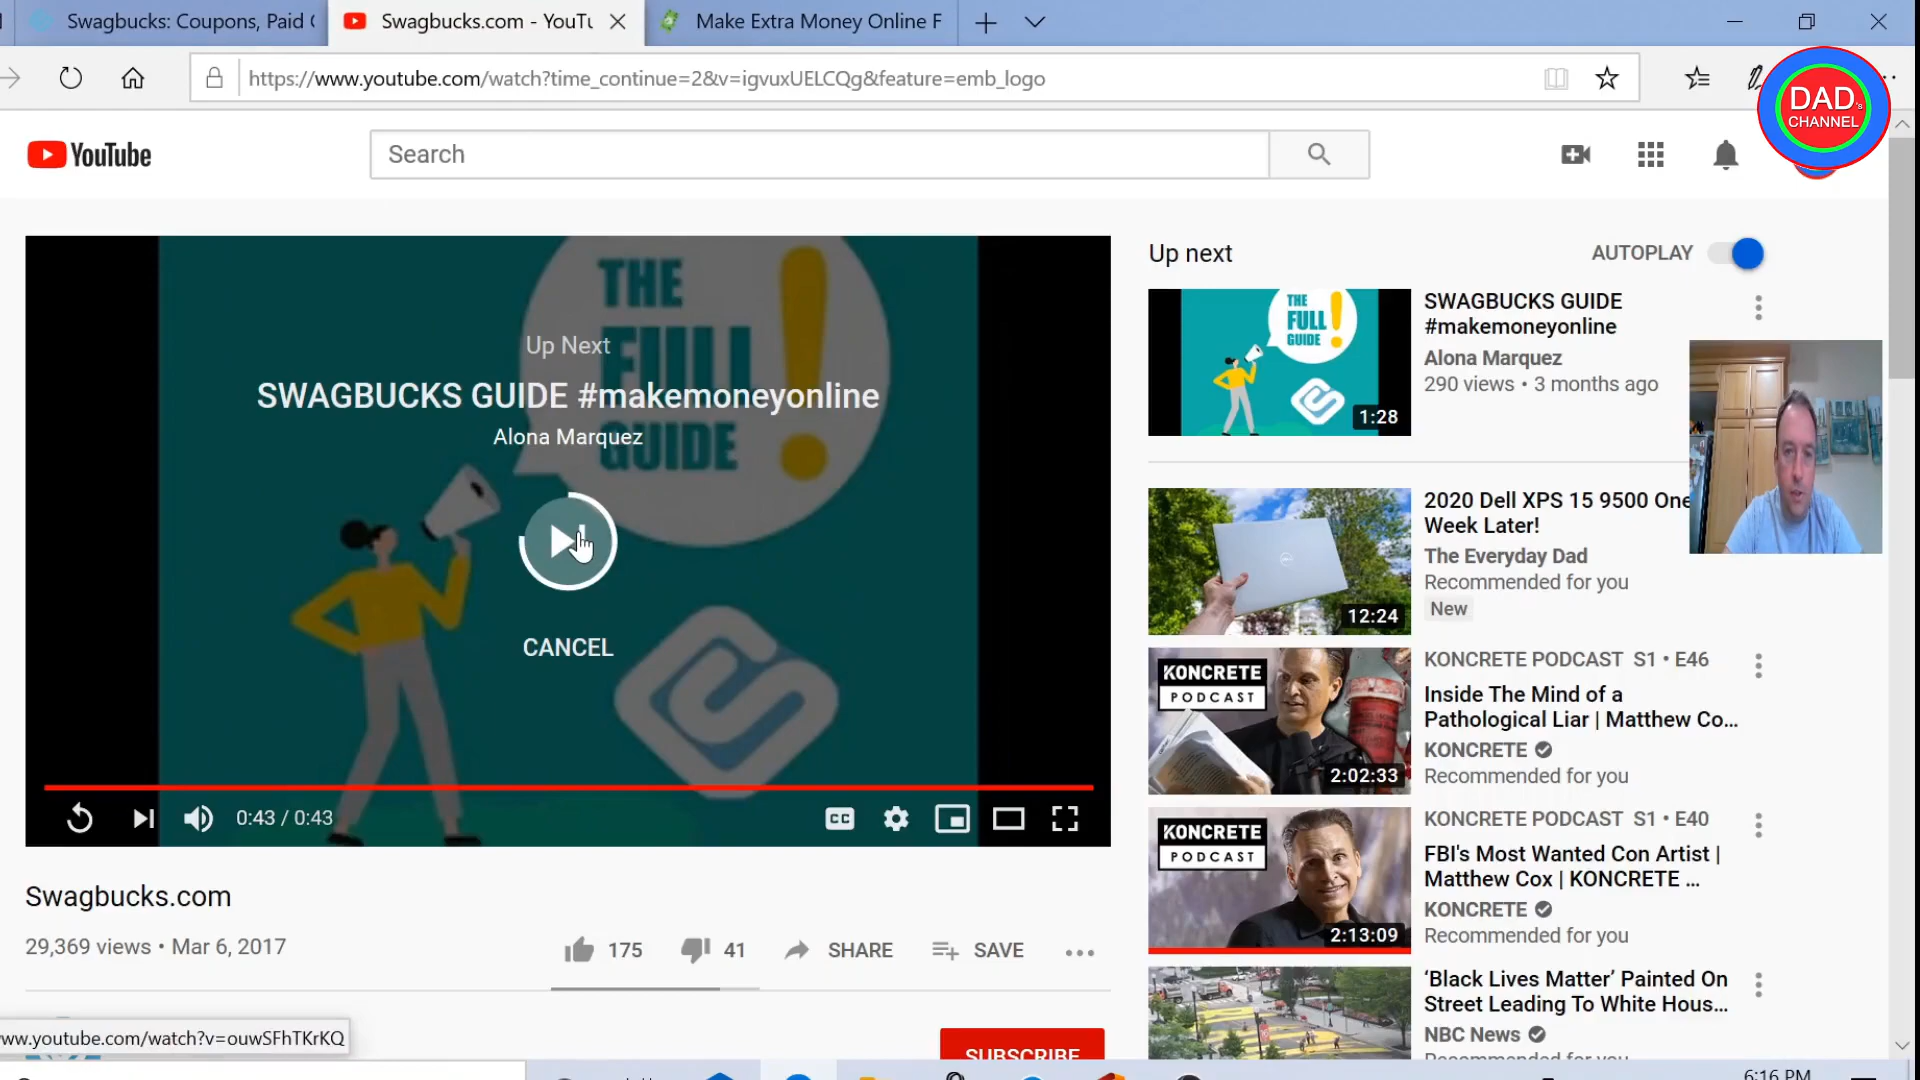 Swagbucks: Coupons, Paid
Swagbucks.com - YouTu
Make Extra Money Online F
https://www.youtube.com/watch?time_continue=2&v=igvuxUELCQg&feature=emb_logo
DAD's
CHANNEL
YouTube
Search
THE
FULL
GUIDE
!
Up Next
SWAGBUCKS GUIDE #makemoneyonline
Alona Marquez
CANCEL
0:43 / 0:43
CC
Swagbucks.com
29,369 views • Mar 6, 2017
175
41
SHARE
SAVE
SUBSCRIBE
www.youtube.com/watch?v=ouwSFhTKrKQ
Up next
AUTOPLAY
THE
FULL
GUIDE
!
1:28
SWAGBUCKS GUIDE
#makemoneyonline
Alona Marquez
290 views • 3 months ago
12:24
2020 Dell XPS 15 9500 One
Week Later!
The Everyday Dad
Recommended for you
New
KONCRETE
PODCAST
2:02:33
KONCRETE PODCAST S1 • E46
Inside The Mind of a
Pathological Liar | Matthew Co...
KONCRETE
Recommended for you
KONCRETE
PODCAST
2:13:09
KONCRETE PODCAST S1 • E40
FBI's Most Wanted Con Artist |
Matthew Cox | KONCRETE ...
KONCRETE
Recommended for you
‘Black Lives Matter’ Painted On
Street Leading To White Hous...
NBC News
Recommended for you
6:16 PM